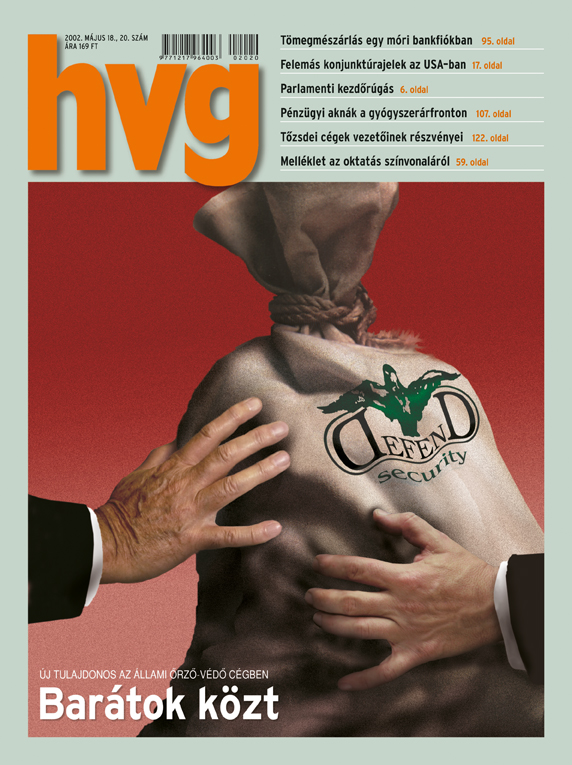 2002. MÁJUS 18., 20. SZÁM
ÁRA 169 FT
9 771217 964003
02020
hvg
Tömegmészárlás egy móri bankfiókban 95. oldal
Felemás konjunktúrajelek az USA-ban 17. oldal
Parlamenti kezdőrúgás 6. oldal
Pénzügyi aknák a gyógyszerárfronton 107. oldal
Tőzsdei cégek vezetőinek részvényei 122. oldal
Melléklet az oktatás színvonaláról 59. oldal
DEFEND
security
ÚJ TULAJDONOS AZ ÁLLAMI ŐRZŐ-VÉDŐ CÉGBEN
Barátok közt